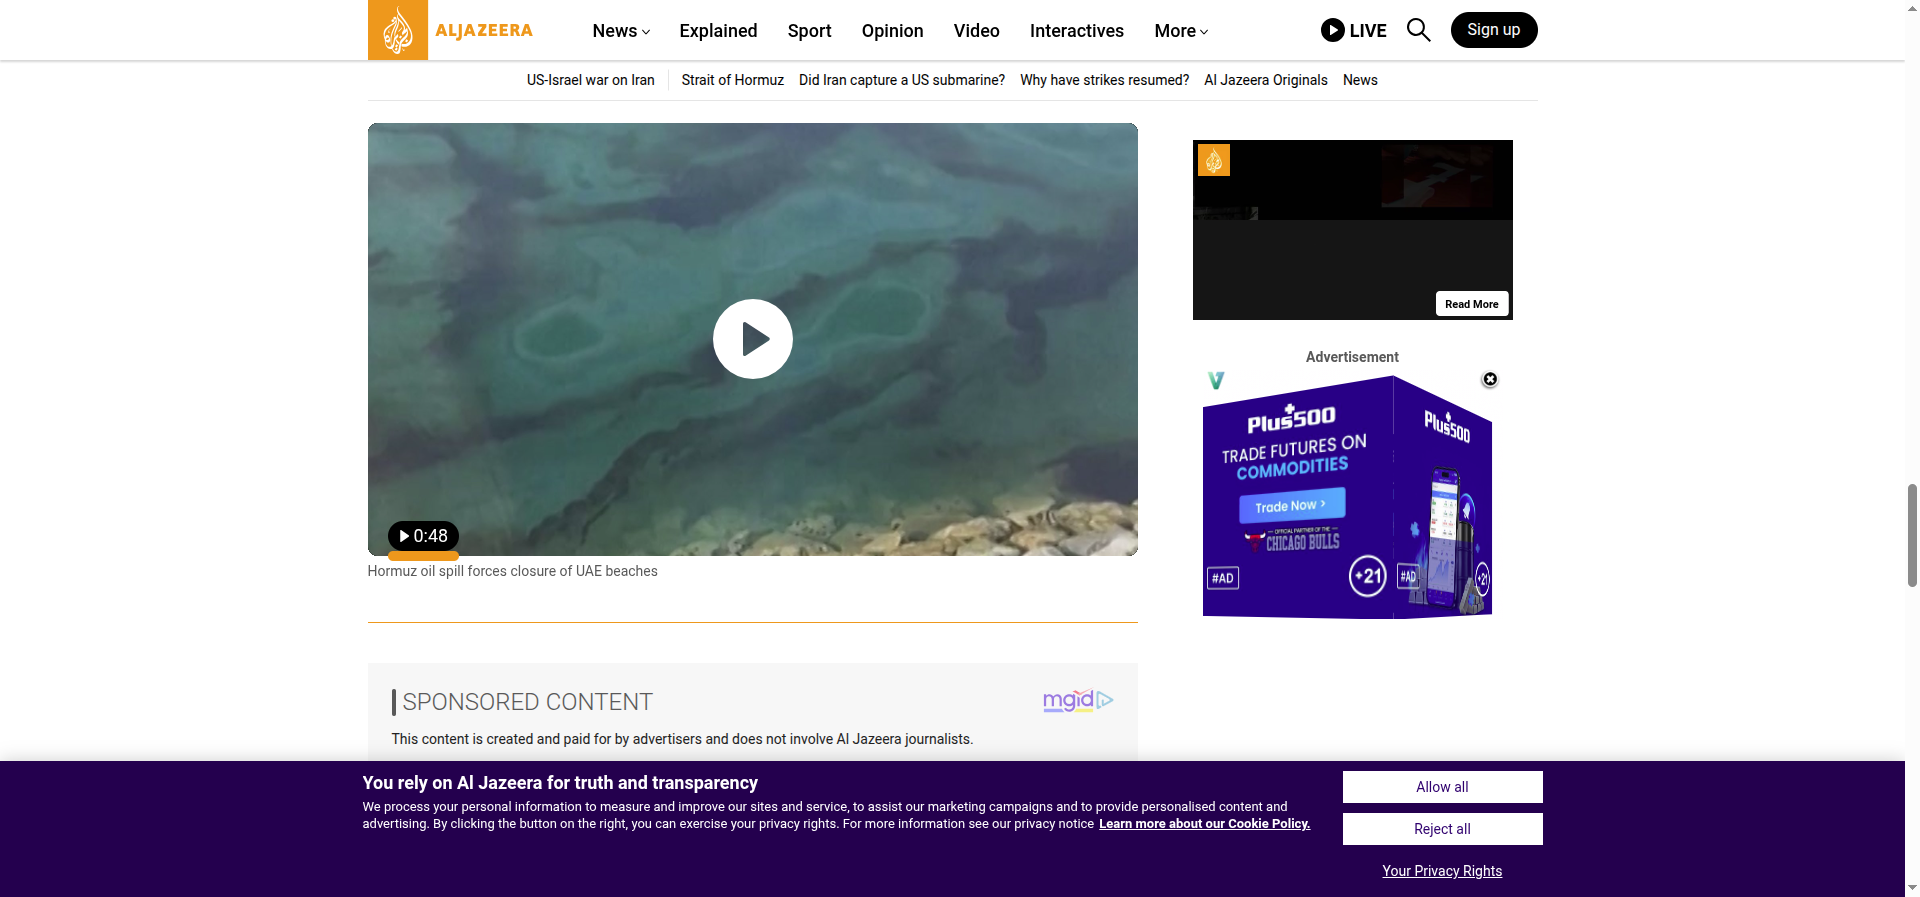 ALJAZEERA
News
Explained
Sport
Opinion
Video
Interactives
More
LIVE
Sign up
US-Israel war on Iran
Strait of Hormuz
Did Iran capture a US submarine?
Why have strikes resumed?
Al Jazeera Originals
News
0:48
Hormuz oil spill forces closure of UAE beaches
Read More
Advertisement
Plus500
TRADE FUTURES ON
COMMODITIES
Trade Now >
OFFICIAL PARTNER OF THE
CHICAGO BULLS
#AD
+21
Plus500
#AD
+21
SPONSORED CONTENT
mgid
This content is created and paid for by advertisers and does not involve Al Jazeera journalists.
You rely on Al Jazeera for truth and transparency
We process your personal information to measure and improve our sites and service, to assist our marketing campaigns and to provide personalised content and
advertising. By clicking the button on the right, you can exercise your privacy rights. For more information see our privacy notice Learn more about our Cookie Policy.
Allow all
Reject all
Your Privacy Rights